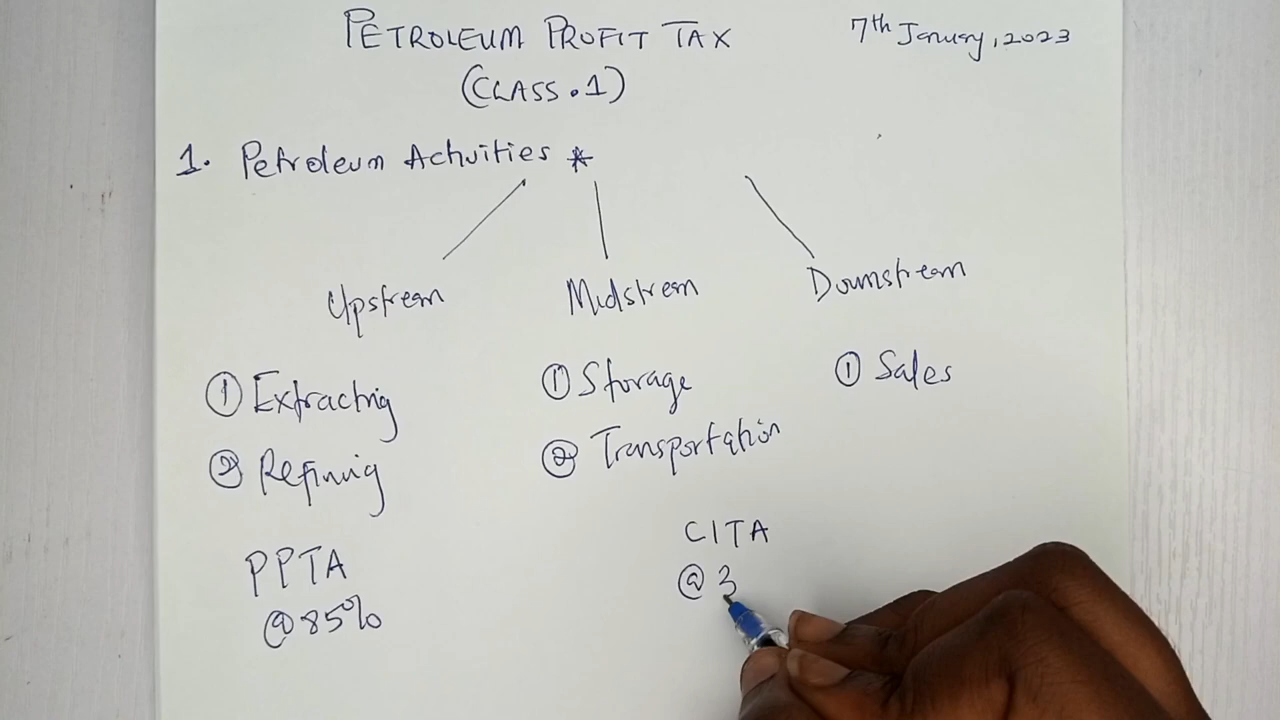 PETROLEUM PROFIT TAX
7th January, 2023
(CLASS.1)
1. Petroleum Activities *
Upstream
Midstream
Downstream
① Extracting
① Storage
① Sales
② Refining
② Transportation
PPTA
CITA
@85%
@ 3